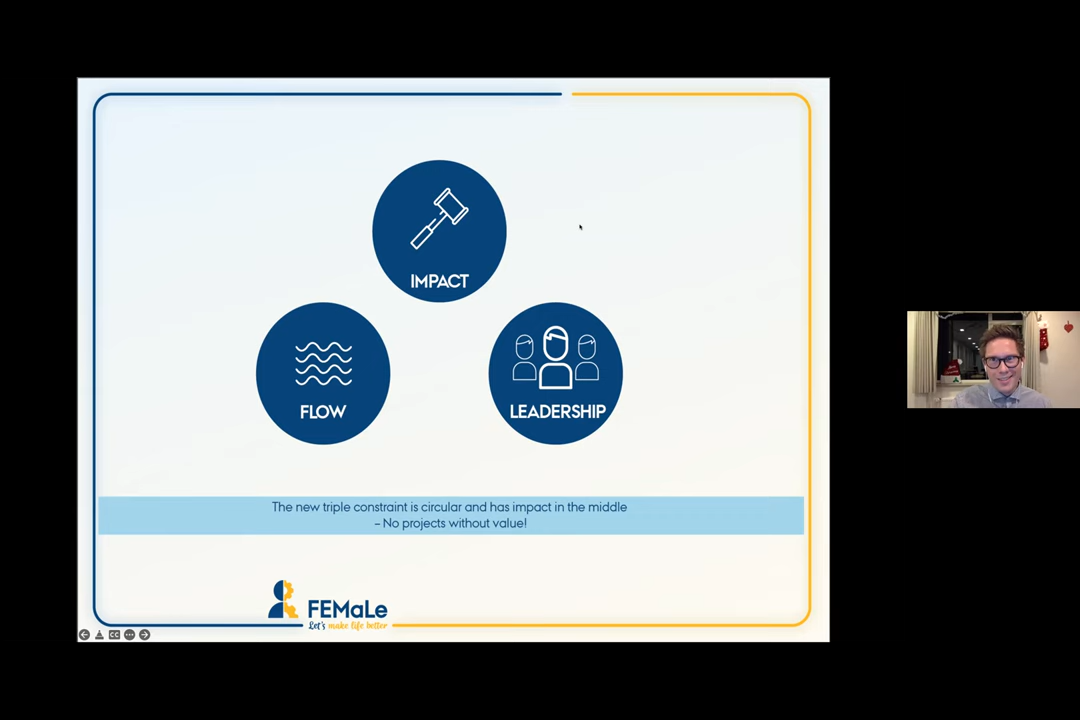 IMPACT
FLOW
LEADERSHIP
The new triple constraint is circular and has impact in the middle
– No projects without value!
FEMaLe
Let's make life better
CC